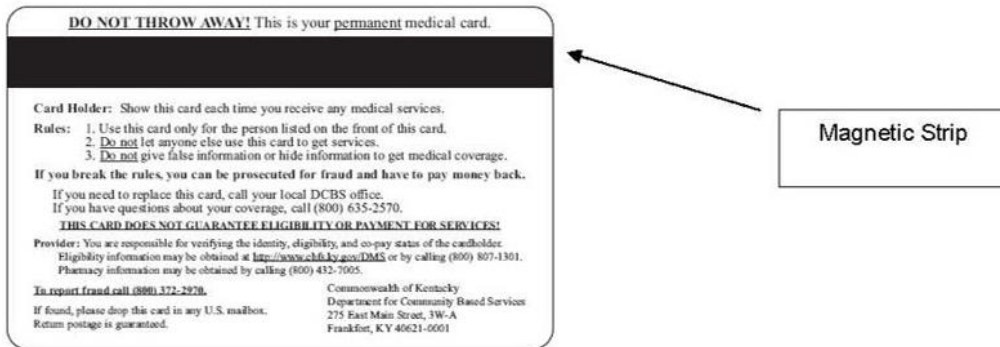 DO NOT THROW AWAY! This is your permanent medical card.
Magnetic Strip
Card Holder: Show this card each time you receive any medical services.
Rules: 1. Use this card only for the person listed on the front of this card.
2. Do not let anyone else use this card to get services.
3. Do not give false information or hide information to get medical coverage.
If you break the rules, you can be prosecuted for fraud and have to pay money back.
If you need to replace this card, call your local DCBS office.
If you have questions about your coverage, call (800) 635-2570.
THIS CARD DOES NOT GUARANTEE ELIGIBILITY OR PAYMENT FOR SERVICES!
Provider: You are responsible for verifying the identity, eligibility, and co-pay status of the cardholder.
Eligibility information may be obtained at http://www.chfs.ky.gov/DMS or by calling (800) 807-1301.
Pharmacy information may be obtained by calling (800) 432-7005.
To report fraud call (800) 372-2970.
If found, please drop this card in any U.S. mailbox.
Return postage is guaranteed.
Commonwealth of Kentucky
Department for Community Based Services
275 East Main Street, 3W-A
Frankfort, KY 40621-0001